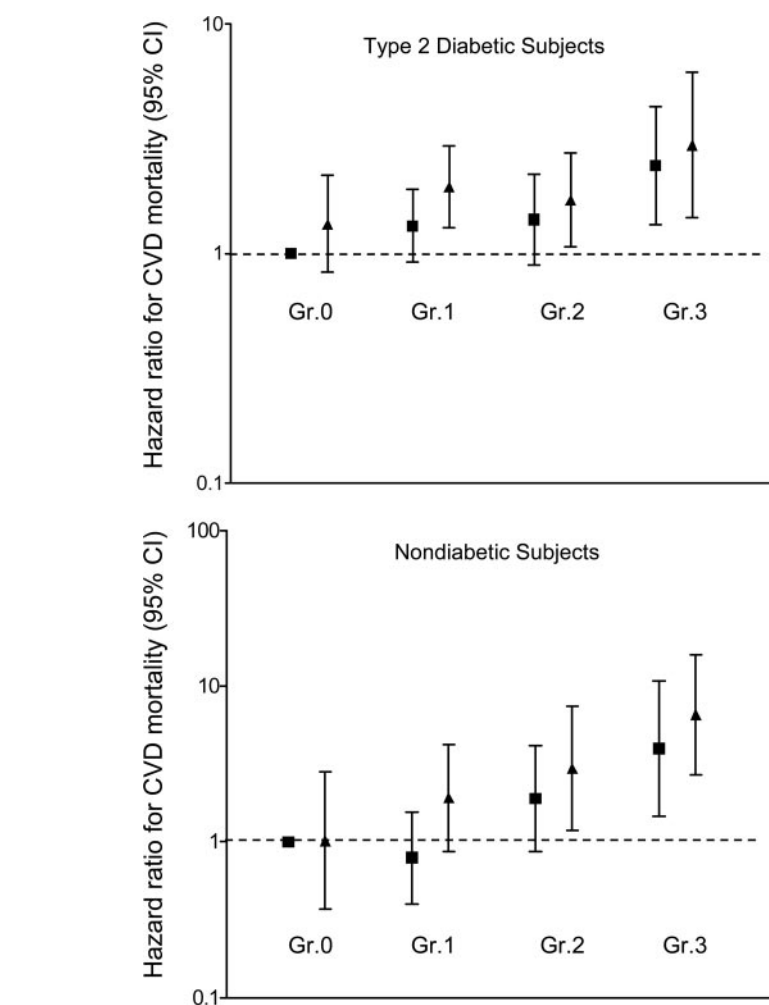 Hazard ratio for CVD mortality (95% CI)
10
Type 2 Diabetic Subjects
1
Gr.0 Gr.1 Gr.2 Gr.3
0.1
Hazard ratio for CVD mortality (95% CI)
100
Nondiabetic Subjects
10
1
Gr.0 Gr.1 Gr.2 Gr.3
0.1